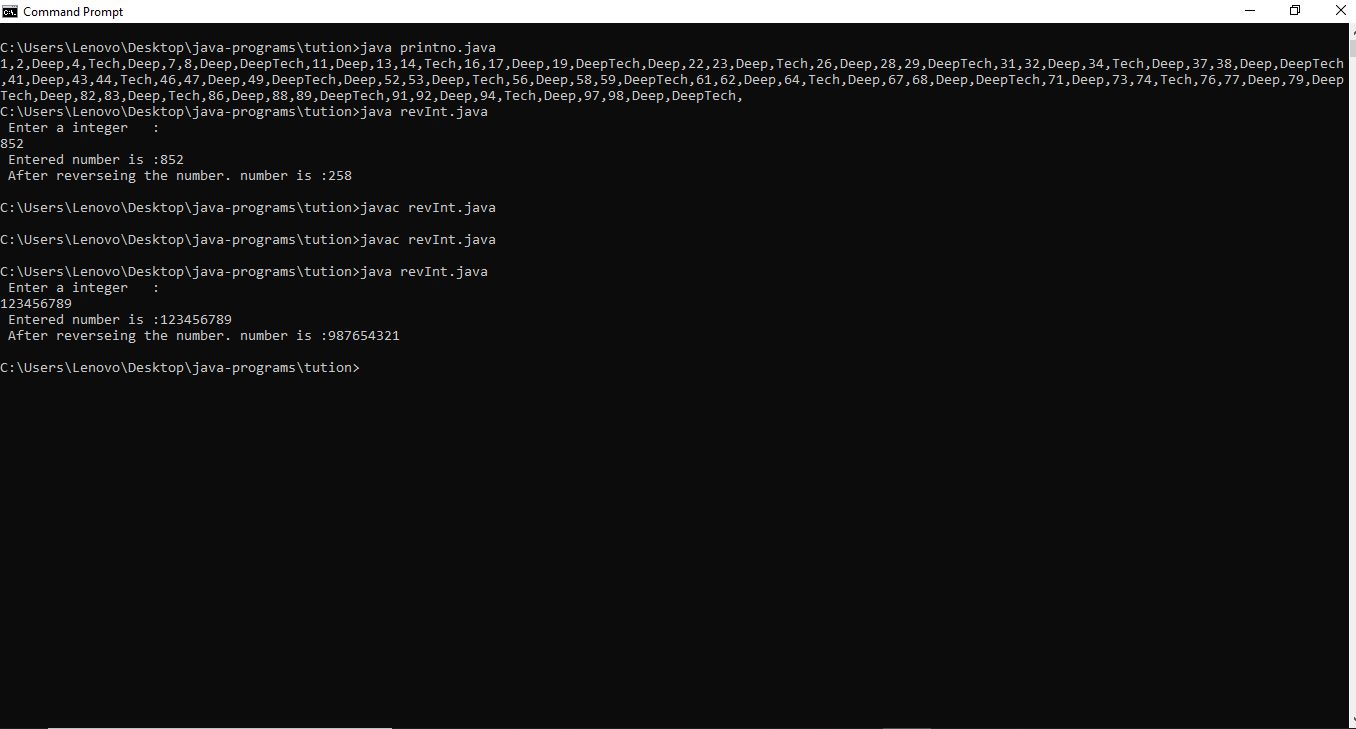 Command Prompt
C:\Users\Lenovo\Desktop\java-programs\tution>java printno.java
1,2,Deep,4,Tech,Deep,7,8,Deep,DeepTech,11,Deep,13,14,Tech,16,17,Deep,19,DeepTech,Deep,22,23,Deep,Tech,26,Deep,28,29,DeepTech,31,32,Deep,34,Tech,Deep,37,38,Deep,DeepTech
,41,Deep,43,44,Tech,46,47,Deep,49,DeepTech,Deep,52,53,Deep,Tech,56,Deep,58,59,DeepTech,61,62,Deep,64,Tech,Deep,67,68,Deep,DeepTech,71,Deep,73,74,Tech,76,77,Deep,79,Deep
Tech,Deep,82,83,Deep,Tech,86,Deep,88,89,DeepTech,91,92,Deep,94,Tech,Deep,97,98,Deep,DeepTech,
C:\Users\Lenovo\Desktop\java-programs\tution>java revInt.java
Enter a integer   :
852
Entered number is :852
After reverseing the number. number is :258
C:\Users\Lenovo\Desktop\java-programs\tution>javac revInt.java
C:\Users\Lenovo\Desktop\java-programs\tution>javac revInt.java
C:\Users\Lenovo\Desktop\java-programs\tution>java revInt.java
Enter a integer   :
123456789
Entered number is :123456789
After reverseing the number. number is :987654321
C:\Users\Lenovo\Desktop\java-programs\tution>